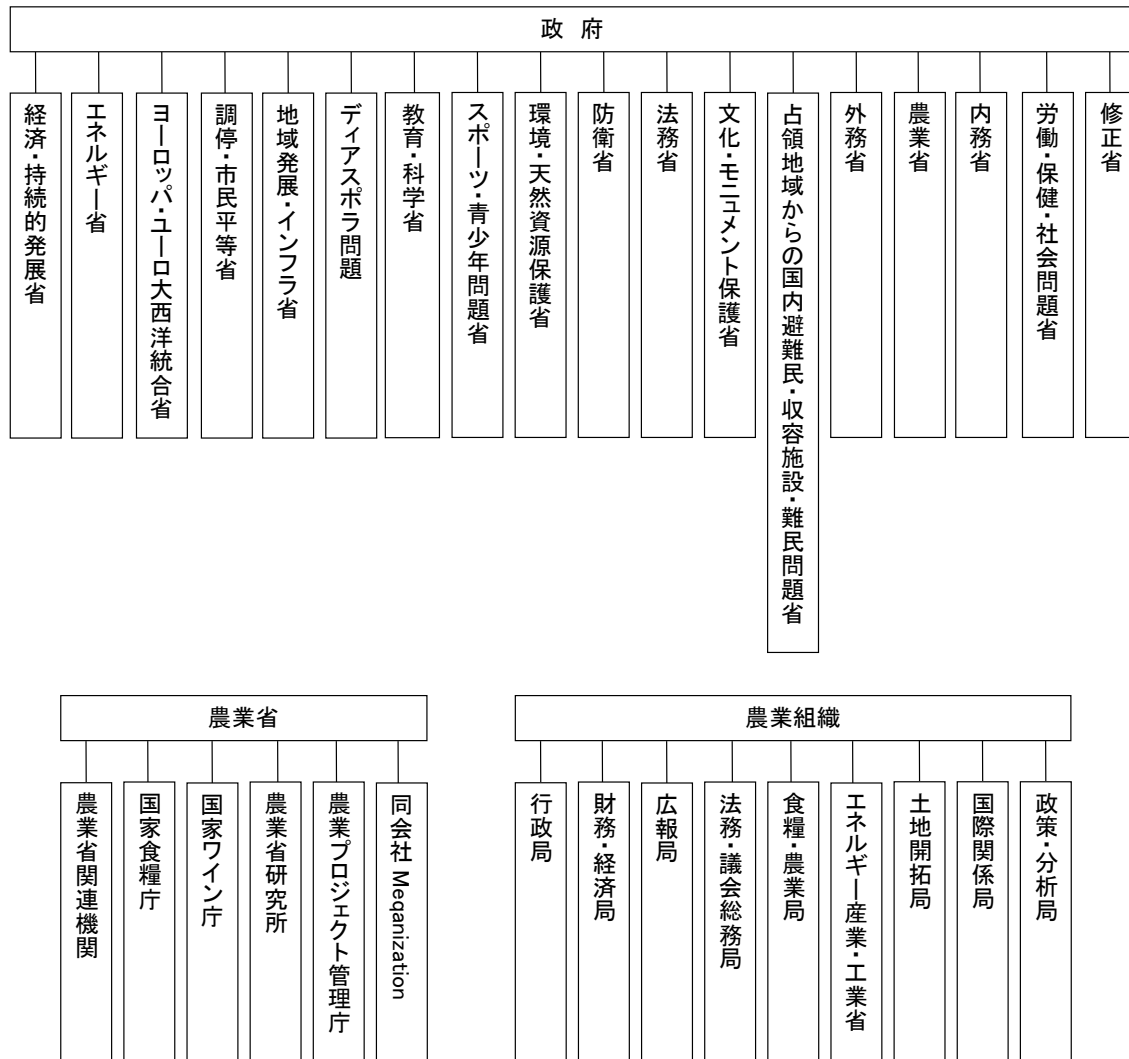 政府
経済・持続的発展省
エネルギー省
ヨーロッパ・ユーロ大西洋統合省
調停・市民平等省
地域発展・インフラ省
ディアスポラ問題
教育・科学省
スポーツ・青少年問題省
環境・天然資源保護省
防衛省
法務省
文化・モニュメント保護省
占領地域からの国内避難民・収容施設・難民問題省
外務省
農業省
内務省
労働・保健・社会問題省
修正省
農業省
農業省関連機関
国家食糧庁
国家ワイン庁
農業省研究所
農業プロジェクト管理庁
同会社 Meqanization
農業組織
行政局
財務・経済局
広報局
法務・議会総務局
食糧・農業局
エネルギー産業・工業省
土地開拓局
国際関係局
政策・分析局